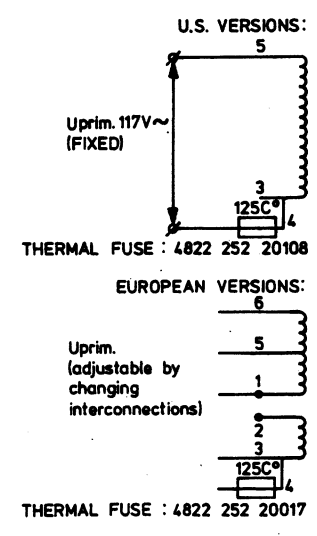 U.S. VERSIONS:
5
Uprim. 117V~
(FIXED)
3
125C°
4
THERMAL FUSE : 4822 252 20108
EUROPEAN VERSIONS:
6
Uprim.
5
(adjustable by
changing
1
interconnections)
2
3
125C°
4
THERMAL FUSE : 4822 252 20017